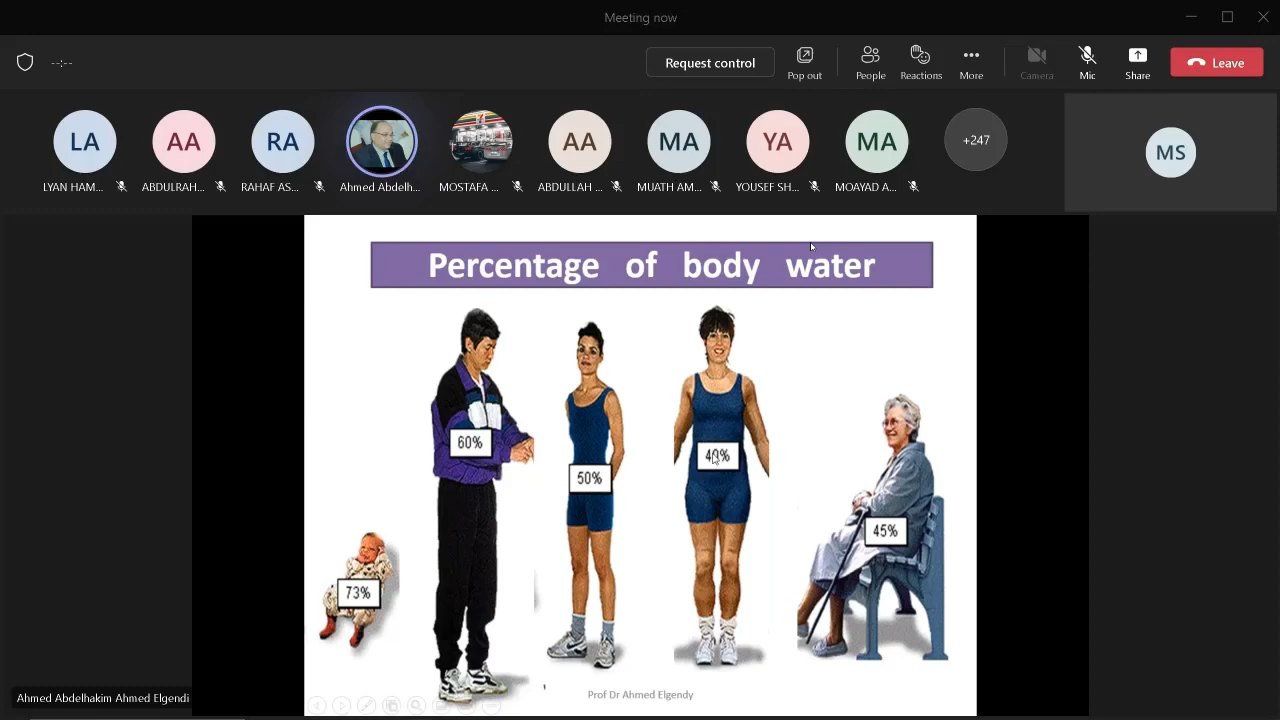 Meeting now
--:--
Request control
Pop out
People
Reactions
More
Camera
Mic
Share
Leave
LA
AA
RA
AA
MA
YA
MA
+247
MS
LYAN HAM...
ABDULRAH...
RAHAF AS...
Ahmed Abdelh...
MOSTAFA ...
ABDULLAH ...
MUATH AM...
YOUSEF SH...
MOAYAD A...
Percentage of body water
60%
50%
45%
73%
Prof Dr Ahmed Elgendy
Ahmed Abdelhakim Ahmed Elgendi